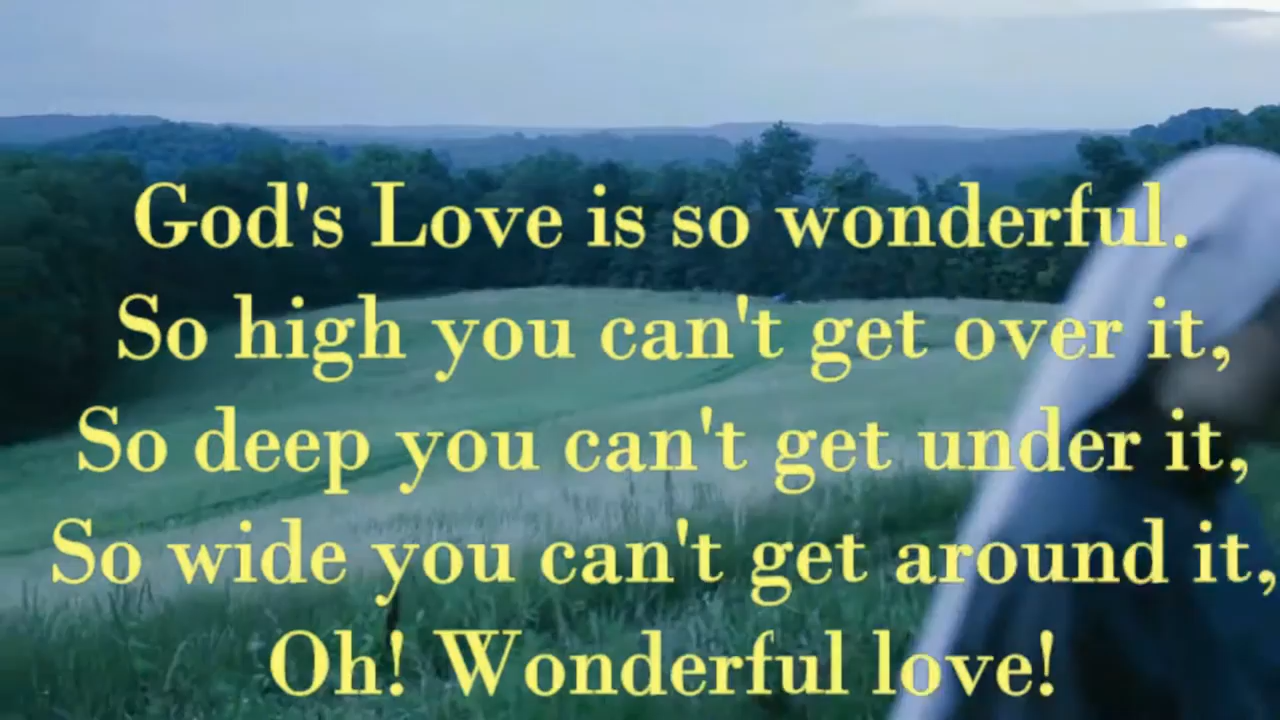 God's Love is so wonderful.
So high you can't get over it,
So deep you can't get under it,
So wide you can't get around it,
Oh! Wonderful love!